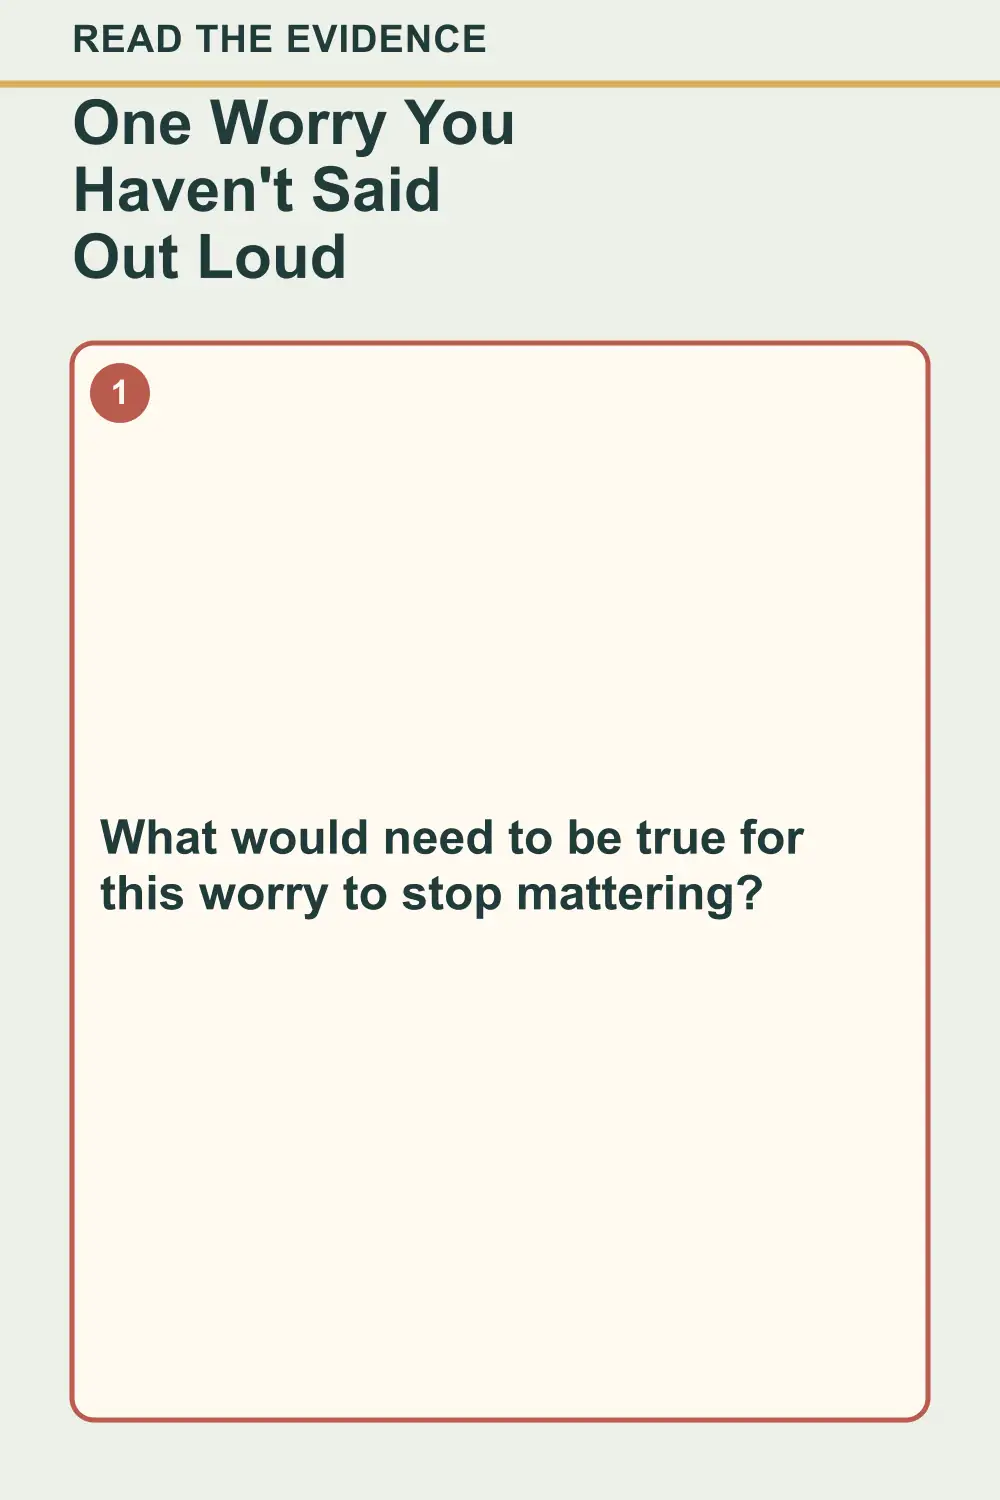 READ THE EVIDENCE
One Worry You
Haven't Said
Out Loud
1
What would need to be true for
this worry to stop mattering?